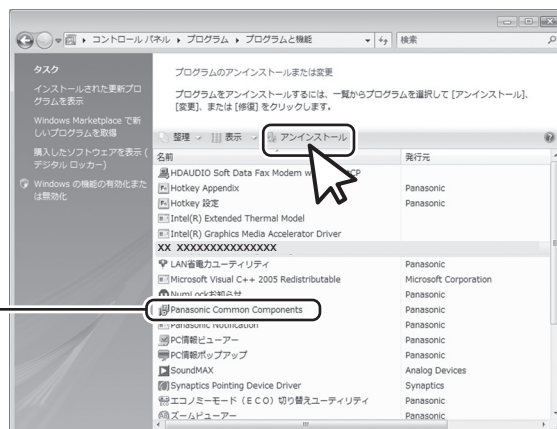 コントロール パネル ▸ プログラム ▸ プログラムと機能
検索
タスク
インストールされた更新プロ
グラムを表示
Windows Marketplace で新
しいプログラムを取得
購入したソフトウェアを表示 (
デジタル ロッカー)
Windows の機能の有効化また
は無効化
プログラムのアンインストールまたは変更
プログラムをアンインストールするには、一覧からプログラムを選択して [アンインストール]、
[変更]、または [修復] をクリックします。
整理 表示 アンインストール
名前 発行元
HDAUDIO Soft Data Fax Modem CP
Hotkey Appendix Panasonic
Hotkey 設定 Panasonic
Intel(R) Extended Thermal Model
Intel(R) Graphics Media Accelerator Driver
XX XXXXXXXXXXXXXXX
LAN省電力ユーティリティ Panasonic
Microsoft Visual C++ 2005 Redistributable Microsoft Corporation
NumLockお知らせ Panasonic
Panasonic Common Components Panasonic
Panasonic Notification Panasonic
PC情報ビューアー Panasonic
PC情報ポップアップ Panasonic
SoundMAX Analog Devices
Synaptics Pointing Device Driver Synaptics
エコノミーモード（ＥＣＯ）切り替えユーティリティ Panasonic
ズームビューアー Panasonic